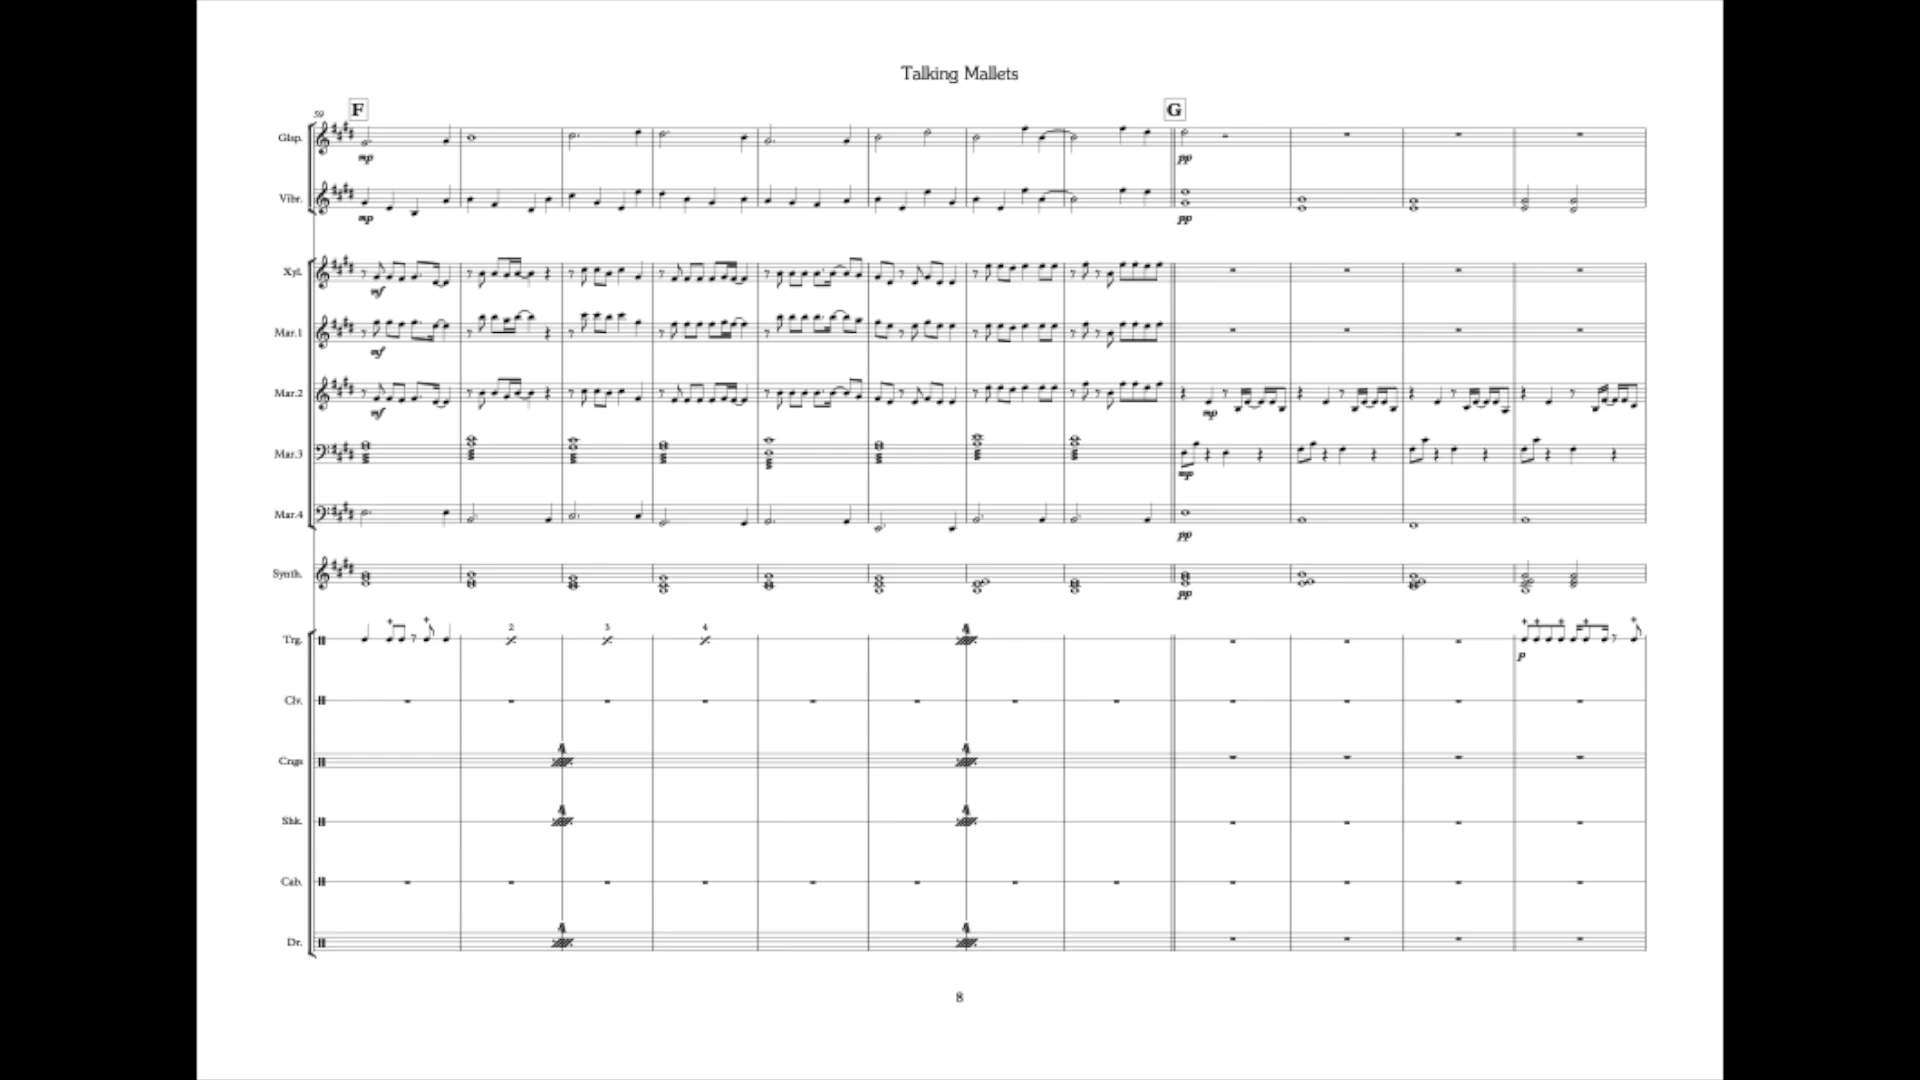 Talking Mallets
F
G
59
Glsp.
mp
pp
Vibr.
mp
pp
Xyl.
mf
Mar.1
mf
Mar.2
mf
mp
Mar.3
mp
Mar.4
pp
Synth.
pp
Trg.
2
3
4
4
p
Clv.
Cngs
4
4
Shk.
4
4
Cab.
Dr.
4
4
8